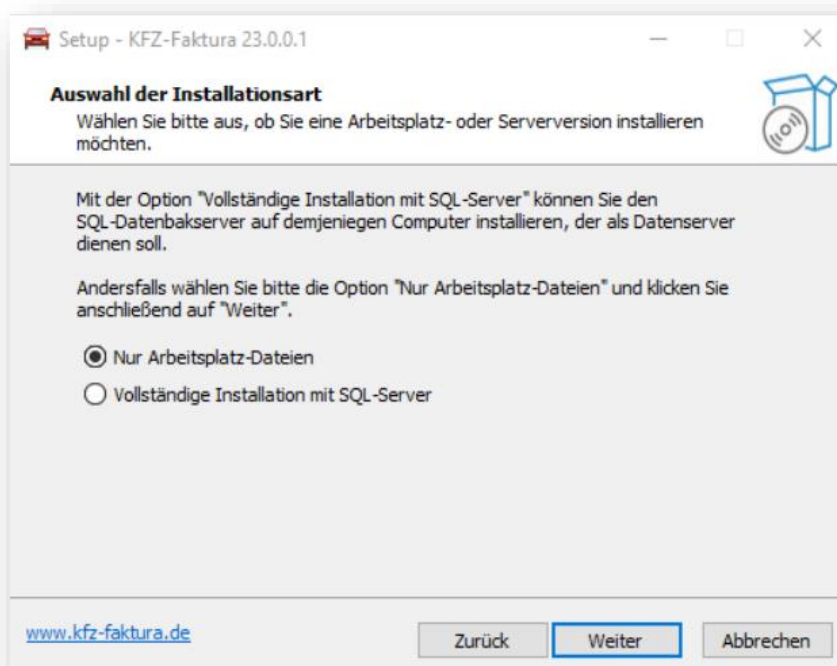 Setup - KFZ-Faktura 23.0.0.1
Auswahl der Installationsart
Wählen Sie bitte aus, ob Sie eine Arbeitsplatz- oder Serverversion installieren
möchten.
Mit der Option "Vollständige Installation mit SQL-Server" können Sie den
SQL-Datenbakserver auf demjeniegen Computer installieren, der als Datenserver
dienen soll.
Andersfalls wählen Sie bitte die Option "Nur Arbeitsplatz-Dateien" und klicken Sie
anschließend auf "Weiter".
Nur Arbeitsplatz-Dateien
Vollständige Installation mit SQL-Server
www.kfz-faktura.de
Zurück
Weiter
Abbrechen